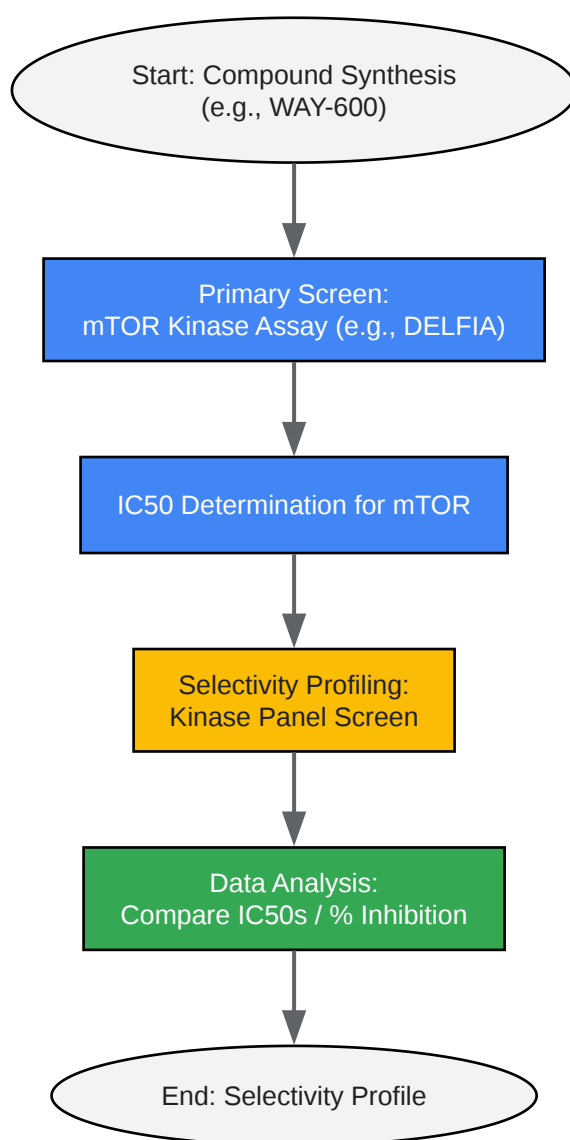 Start: Compound Synthesis
(e.g., WAY-600)
Primary Screen:
mTOR Kinase Assay (e.g., DELFIA)
IC50 Determination for mTOR
Selectivity Profiling:
Kinase Panel Screen
Data Analysis:
Compare IC50s / % Inhibition
End: Selectivity Profile